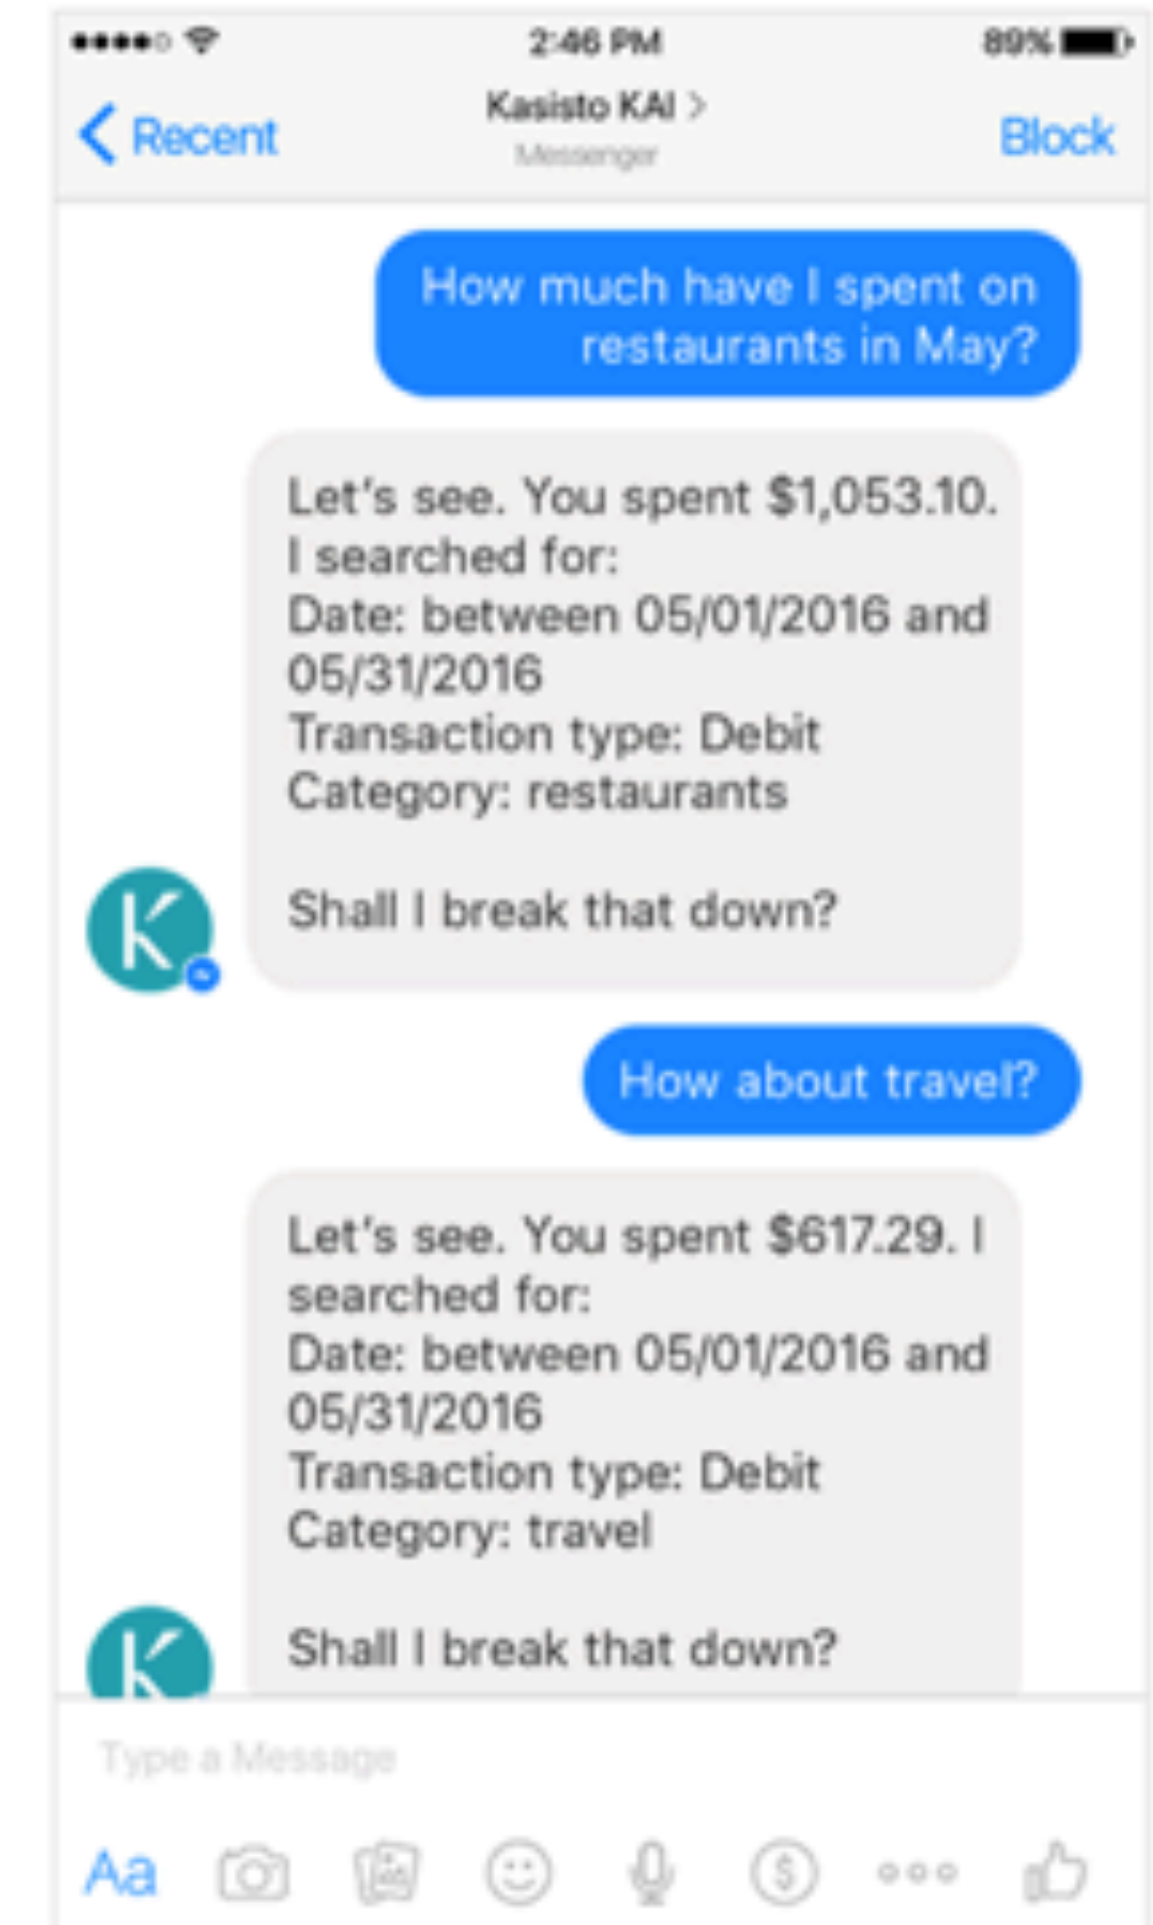 2:46 PM
89%
Recent
Kasisto KAI >
Block
Messenger
How much have I spent on
restaurants in May?
Let's see. You spent $1,053.10.
I searched for:
Date: between 05/01/2016 and
05/31/2016
Transaction type: Debit
Category: restaurants
Shall I break that down?
K
How about travel?
Let's see. You spent $617.29. I
searched for:
Date: between 05/01/2016 and
05/31/2016
Transaction type: Debit
Category: travel
Shall I break that down?
K
Type a Message
Aa
$